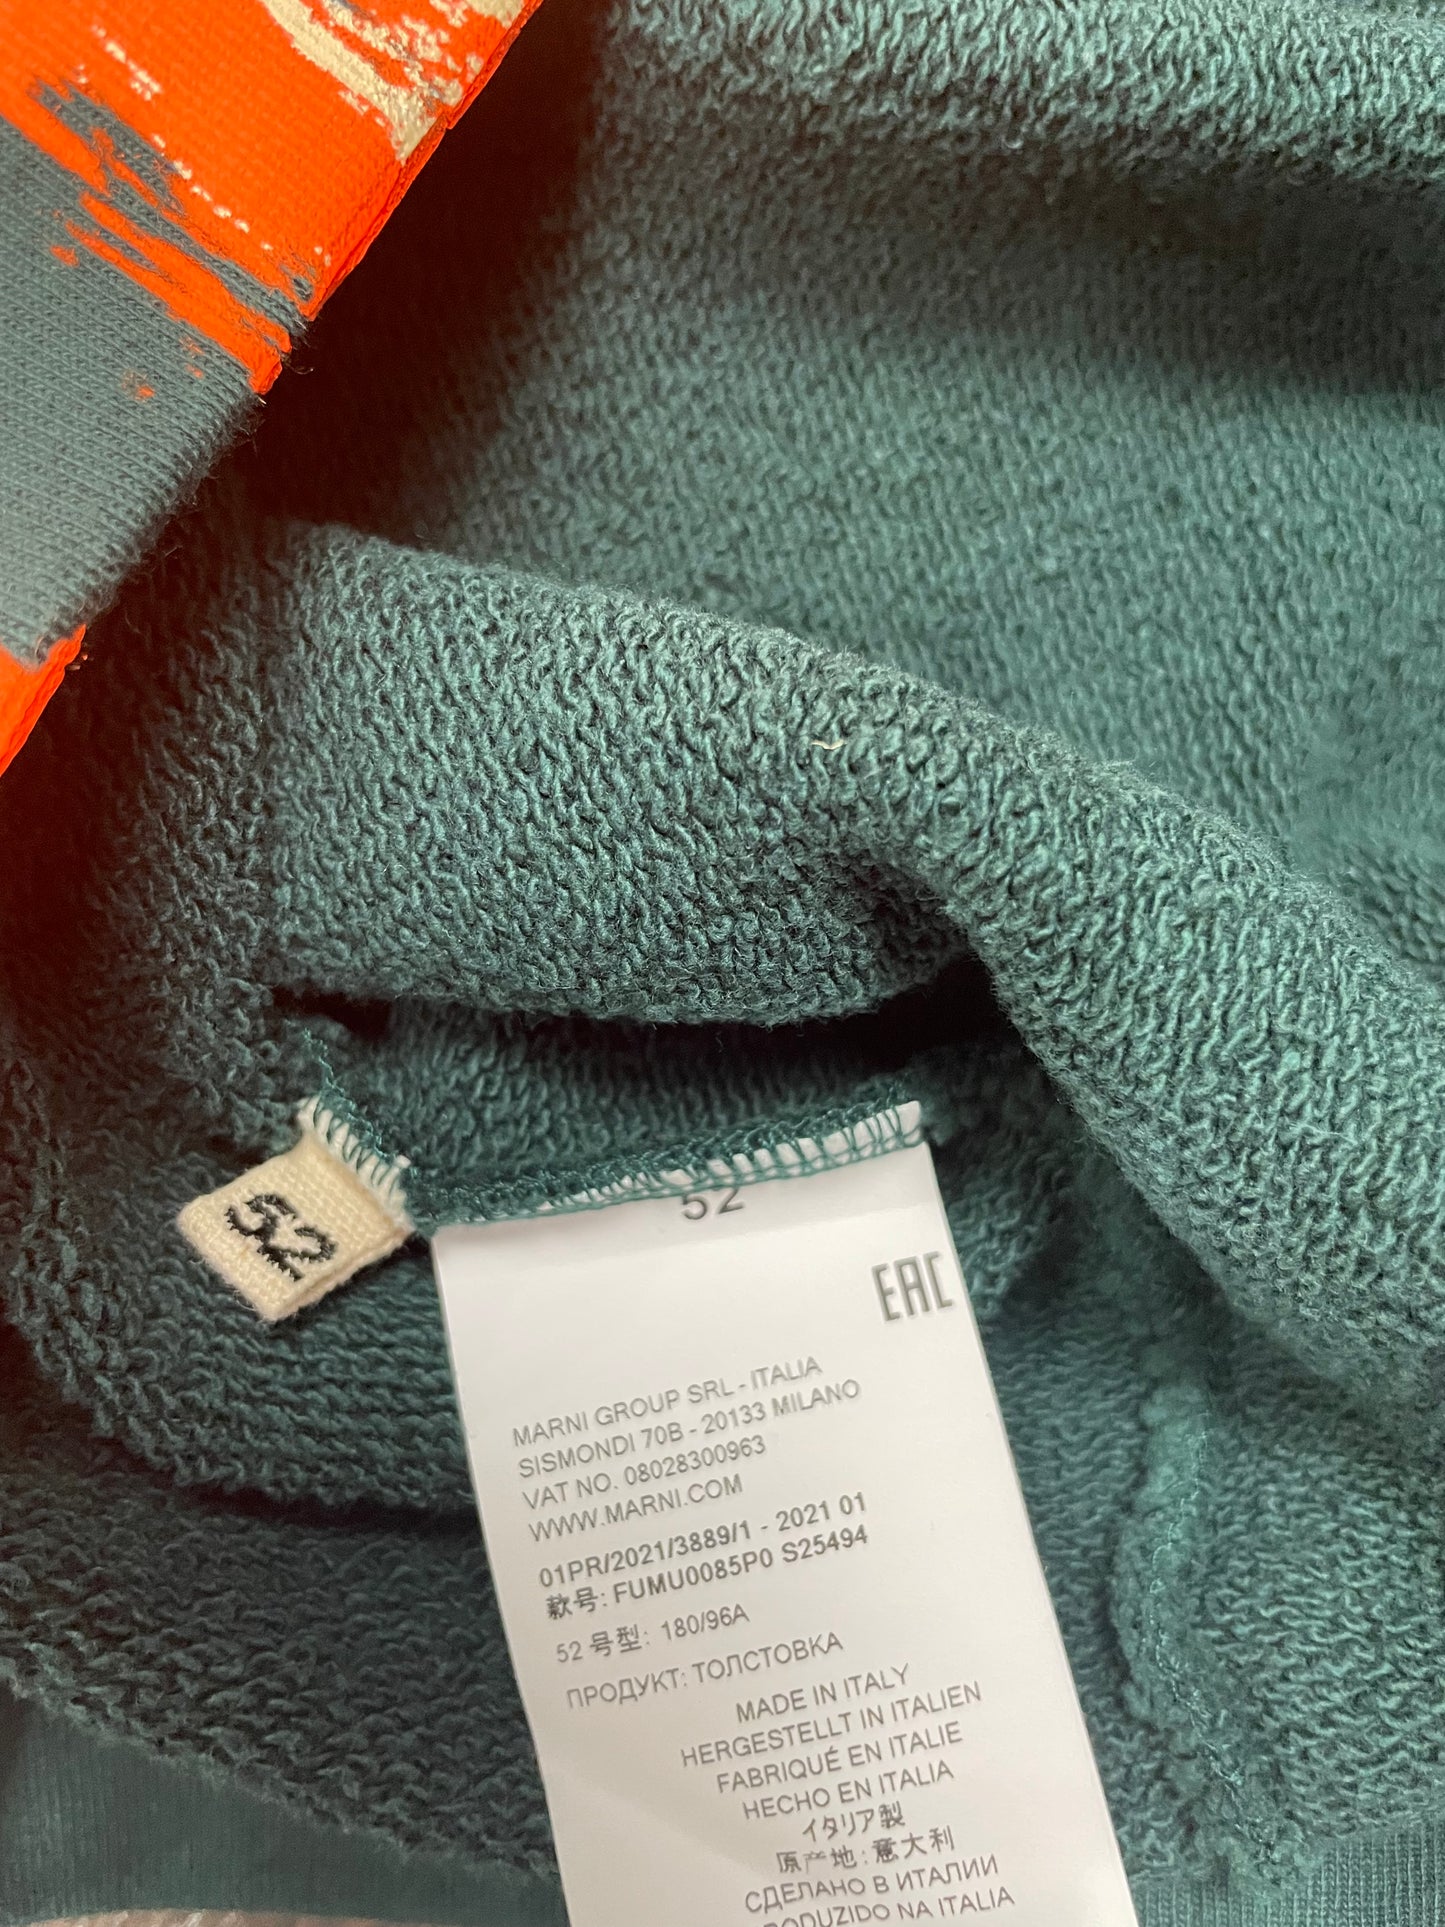 52
52
EAC
MARNI GROUP SRL - ITALIA
SISMONDI 70B - 20133 MILANO
VAT NO. 08028300963
WWW.MARNI.COM
01PR/2021/3889/1 - 2021 01
款号: FUMU0085P0 S25494
52 号型: 180/96A
ПРОДУКТ: ТОЛСТОВКА
MADE IN ITALY
HERGESTELLT IN ITALIEN
FABRIQUÉ EN ITALIE
HECHO EN ITALIA
イタリア製
原产地: 意大利
СДЕЛАНО В ИТАЛИИ
PRODUZIDO NA ITALIA